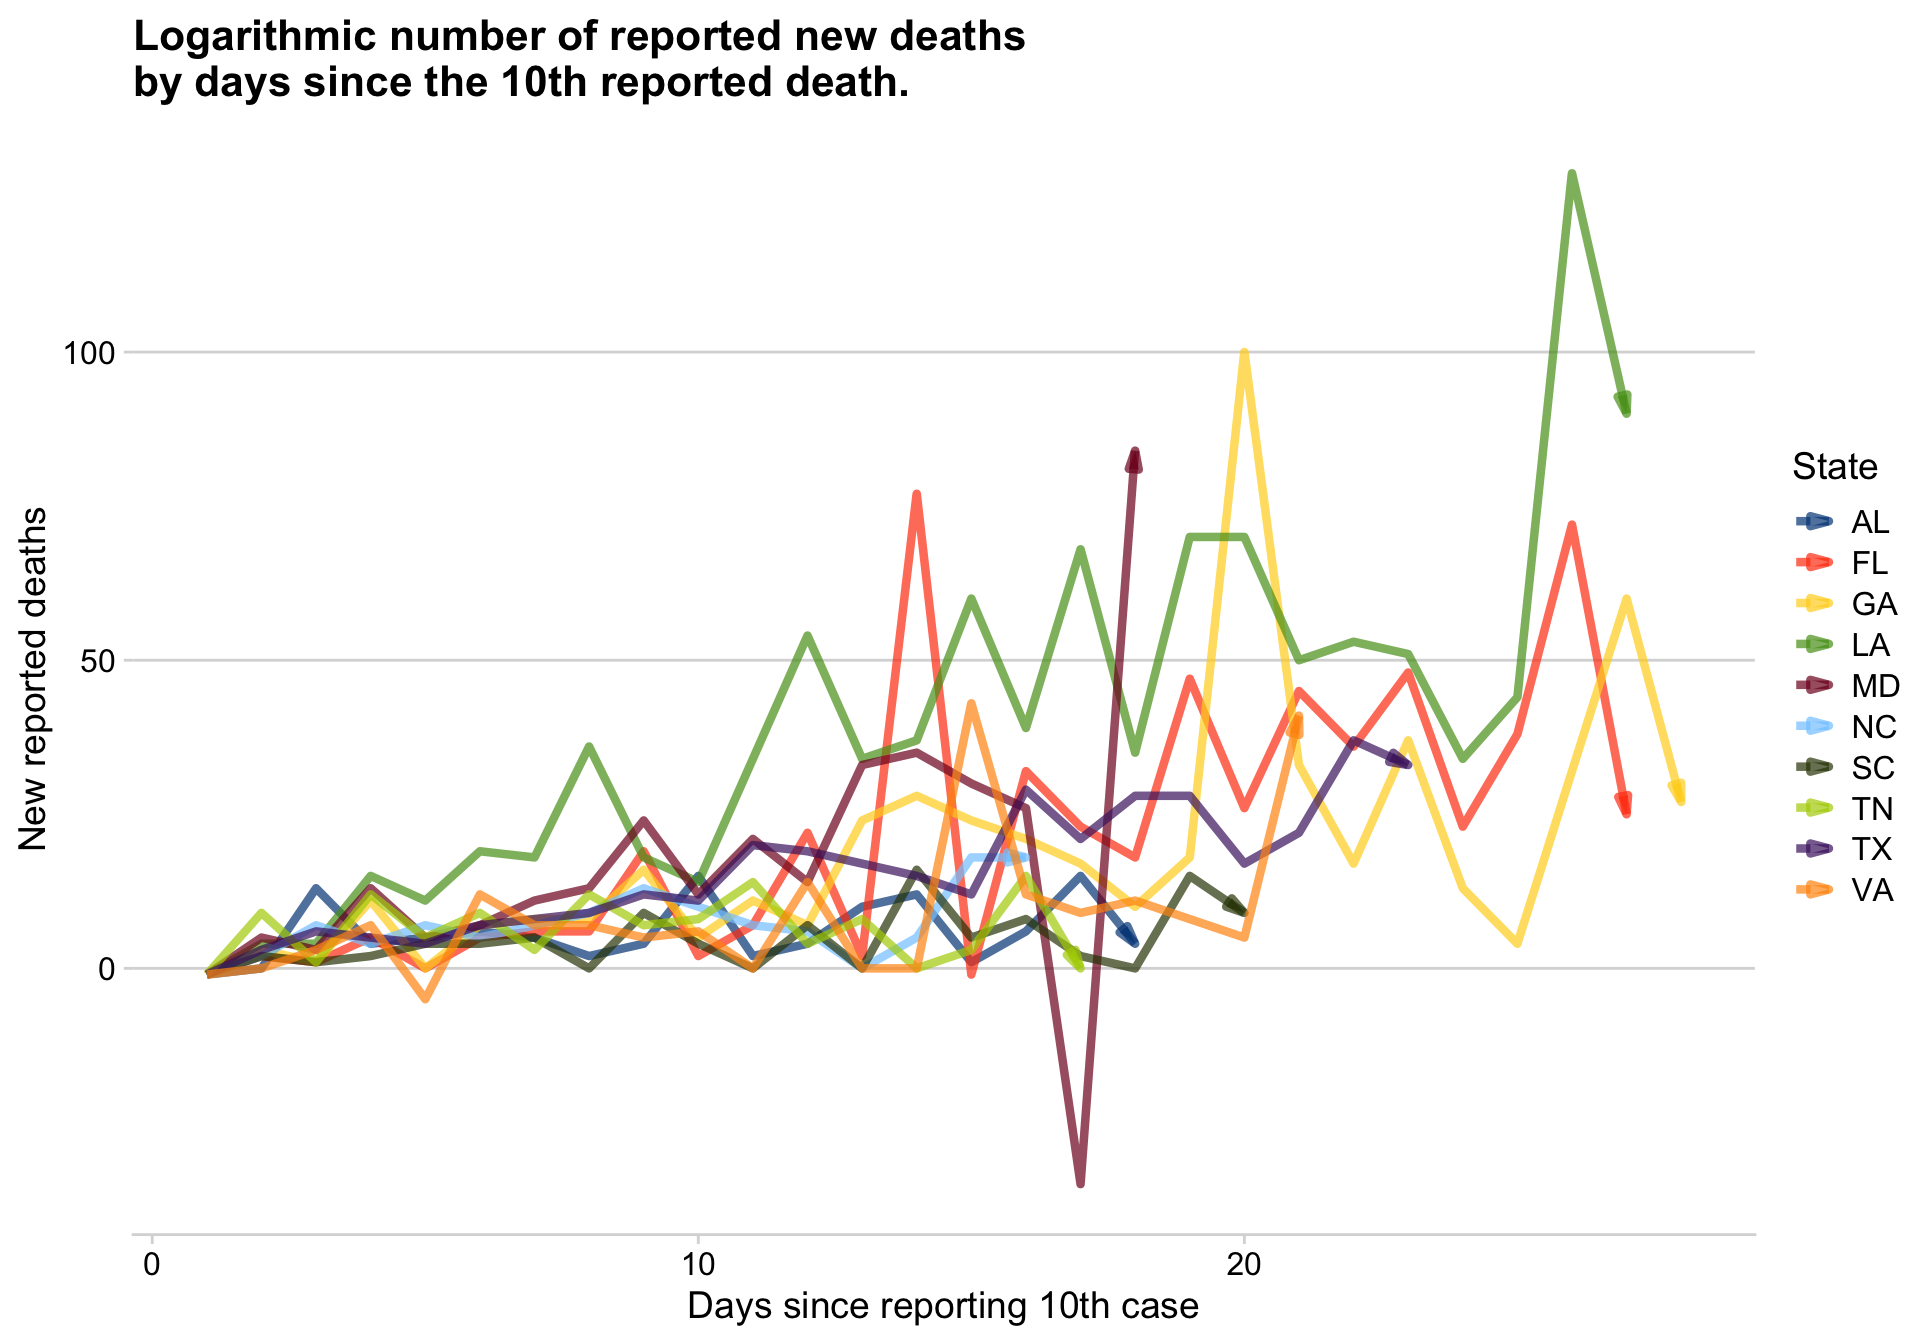 Logarithmic number of reported new deaths
by days since the 10th reported death.
New reported deaths
100
50
0
0
10
20
Days since reporting 10th case
State
AL
FL
GA
LA
MD
NC
SC
TN
TX
VA